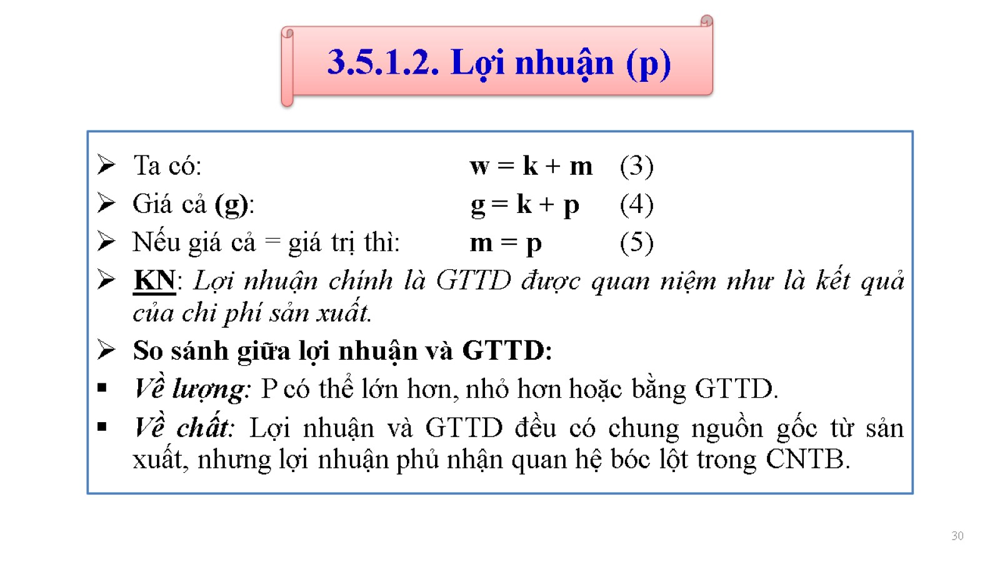 3.5.1.2. Lợi nhuận (p)
➢ Ta có: w = k + m (3)
➢ Giá cả (g): g = k + p (4)
➢ Nếu giá cả = giá trị thì: m = p (5)
➢ KN: Lợi nhuận chính là GTTD được quan niệm như là kết quả
của chi phí sản xuất.
➢ So sánh giữa lợi nhuận và GTTD:
▪ Về lượng: P có thể lớn hơn, nhỏ hơn hoặc bằng GTTD.
▪ Về chất: Lợi nhuận và GTTD đều có chung nguồn gốc từ sản
xuất, nhưng lợi nhuận phủ nhận quan hệ bóc lột trong CNTB.
30